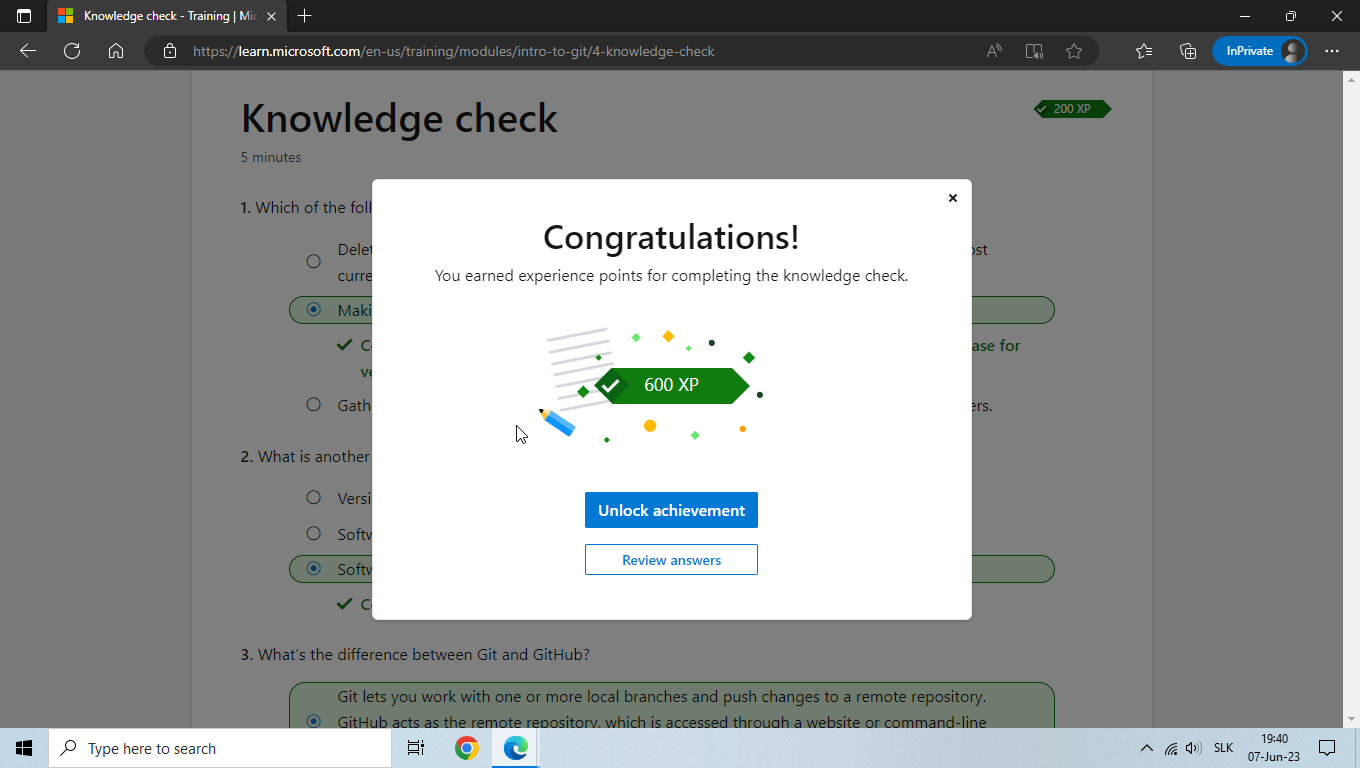 Knowledge check - Training | Mic
https://learn.microsoft.com/en-us/training/modules/intro-to-git/4-knowledge-check
InPrivate
Knowledge check
200 XP
5 minutes
1. Which of the foll
Delet
ost
curre
Maki
C
ase for
ve
Gath
ers.
2. What is another
Versi
Softw
Softw
C
3. What's the difference between Git and GitHub?
Git lets you work with one or more local branches and push changes to a remote repository.
GitHub acts as the remote repository, which is accessed through a website or command-line
Congratulations!
You earned experience points for completing the knowledge check.
600 XP
Unlock achievement
Review answers
Type here to search
SLK
19:40
07-Jun-23